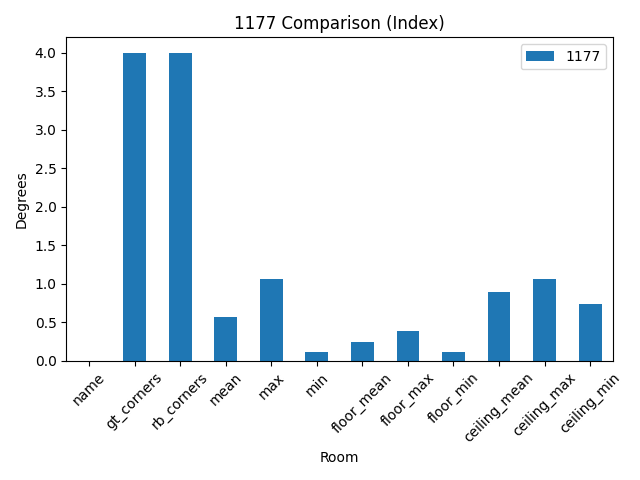 1177 Comparison (Index)
1177
Degrees
4.0
3.5
3.0
2.5
2.0
1.5
1.0
0.5
0.0
name
gt_corners
rb_corners
mean
max
min
floor_mean
floor_max
floor_min
ceiling_mean
ceiling_max
ceiling_min
Room